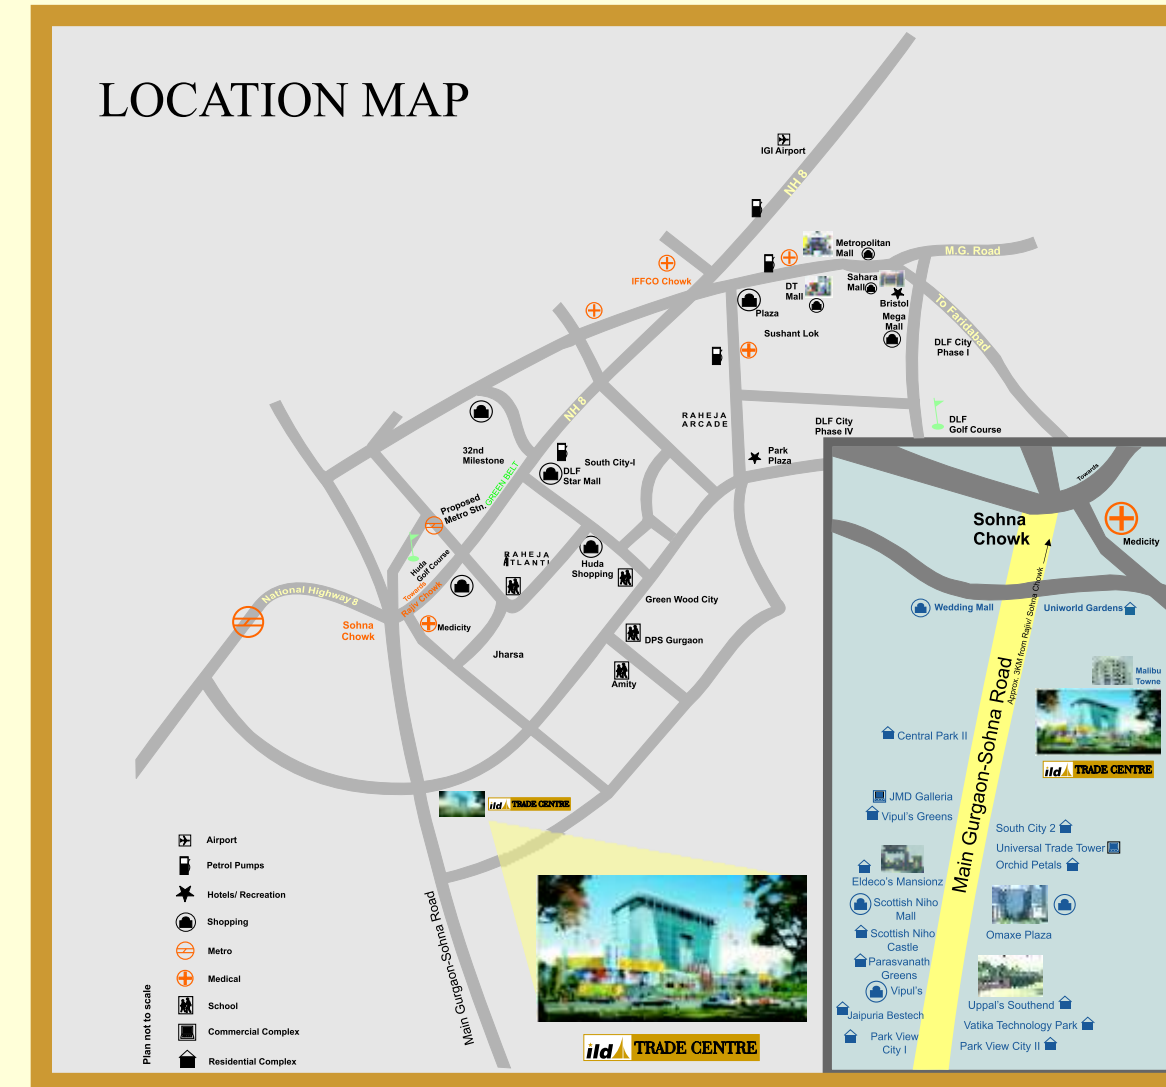 LOCATION MAP
IGI Airport
NH 8
Metropolitan
Mall
M.G. Road
IFFCO Chowk
DT
Mall
Sahara
Mall
Bristol
To Faridabad
Plaza
Mega
Mall
Sushant Lok
DLF City
Phase I
NH 8
RAHEJA
ARCADE
DLF City
Phase IV
DLF
Golf Course
32nd
Milestone
South City-I
Park
Plaza
DLF
Star Mall
GREEN BELT
Proposed
Metro Stn.
Huda
Golf Course
RAHEJA
ATLANTI
Huda
Shopping
Towards
Rajiv Chowk
National Highway 8
Green Wood City
Sohna
Chowk
Medicity
DPS Gurgaon
Jharsa
Amity
ild TRADE CENTRE
Main Gurgaon-Sohna Road
ild TRADE CENTRE
Airport
Petrol Pumps
Hotels/ Recreation
Shopping
Metro
Medical
School
Commercial Complex
Residential Complex
Plan not to scale
Towards
Sohna
Chowk
Medicity
Approx. 3KM from Rajiv/ Sohna Chowk
Wedding Mall
Uniworld Gardens
Malibu
Towne
Main Gurgaon-Sohna Road
Central Park II
ild TRADE CENTRE
JMD Galleria
Vipul's Greens
South City 2
Universal Trade Tower
Orchid Petals
Eldeco's Mansionz
Scottish Niho
Mall
Omaxe Plaza
Scottish Niho
Castle
Parasvanath
Greens
Vipul's
Uppal's Southend
Jaipuria Bestech
Vatika Technology Park
Park View
City I
Park View City II